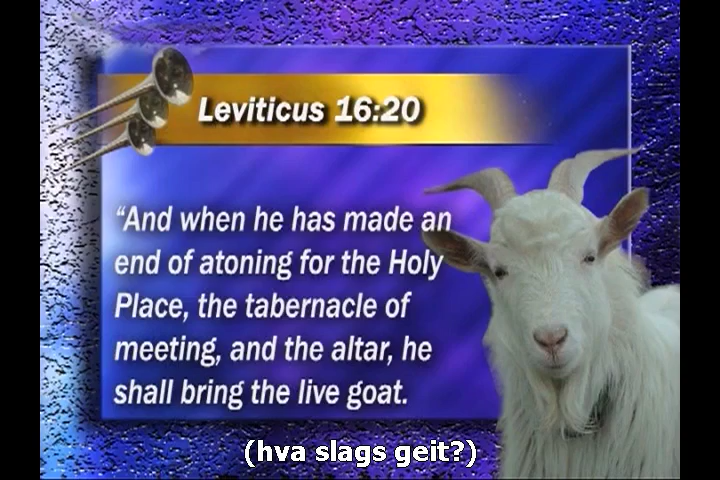 Leviticus 16:20
“And when he has made an
end of atoning for the Holy
Place, the tabernacle of
meeting, and the altar, he
shall bring the live goat.
(hva slags geit?)